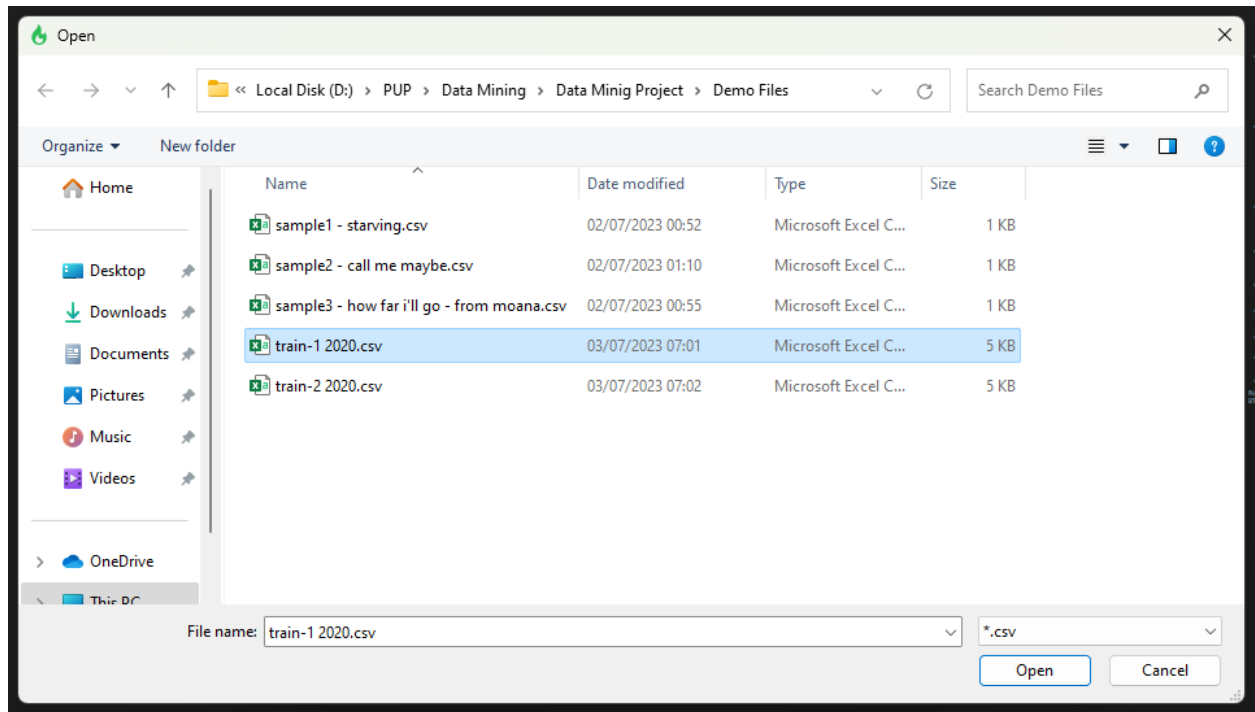 Open
« Local Disk (D:) > PUP > Data Mining > Data Minig Project > Demo Files
Search Demo Files
Organize New folder
Name Date modified Type Size
Home
sample1 - starving.csv 02/07/2023 00:52 Microsoft Excel C... 1 KB
sample2 - call me maybe.csv 02/07/2023 01:10 Microsoft Excel C... 1 KB
Desktop
sample3 - how far i'll go - from moana.csv 02/07/2023 00:55 Microsoft Excel C... 1 KB
Downloads
train-1 2020.csv 03/07/2023 07:01 Microsoft Excel C... 5 KB
Documents
train-2 2020.csv 03/07/2023 07:02 Microsoft Excel C... 5 KB
Pictures
Music
Videos
OneDrive
This PC
File name: train-1 2020.csv *.csv
Open Cancel